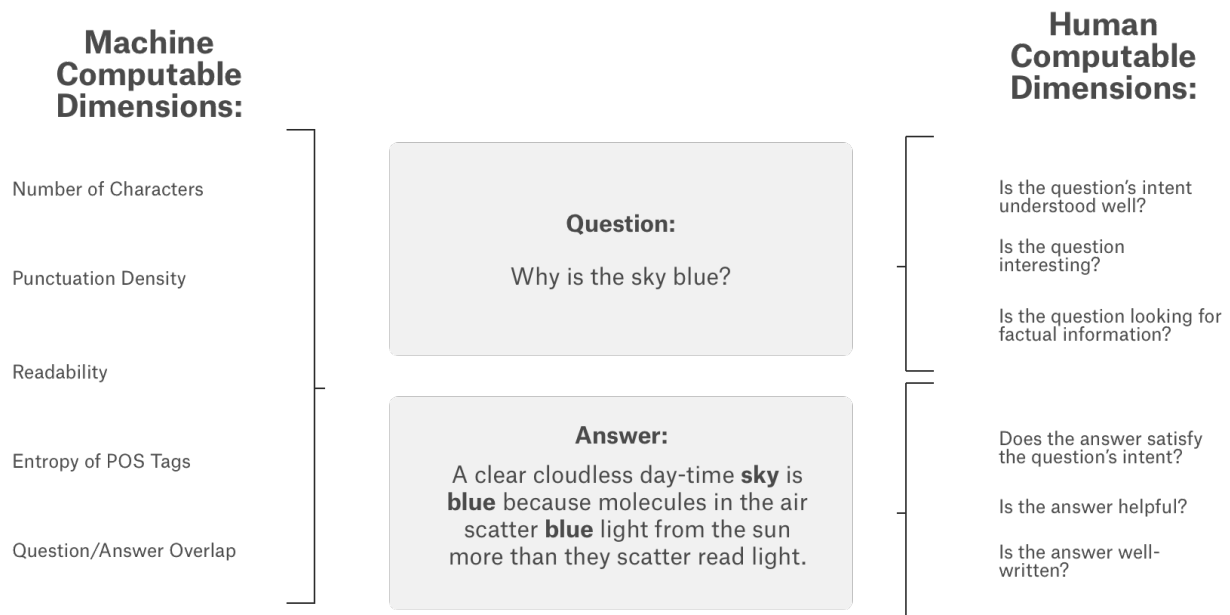 Machine
Computable
Dimensions:
Number of Characters
Punctuation Density
Readability
Entropy of POS Tags
Question/Answer Overlap
Question:
Why is the sky blue?
Answer:
A clear cloudless day-time sky is
blue because molecules in the air
scatter blue light from the sun
more than they scatter read light.
Human
Computable
Dimensions:
Is the question’s intent
understood well?
Is the question
interesting?
Is the question looking for
factual information?
Does the answer satisfy
the question’s intent?
Is the answer helpful?
Is the answer well-
written?